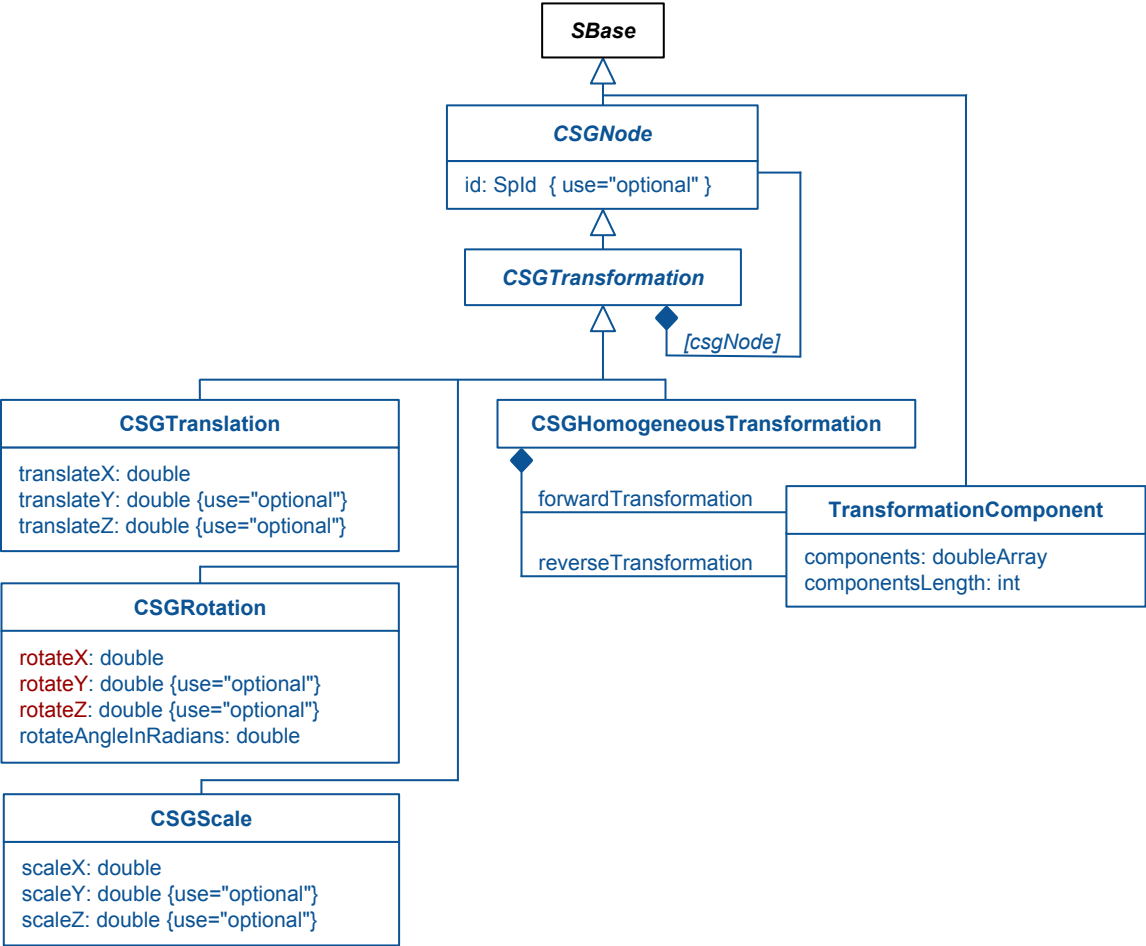 SBase
CSGNode
id: SpId { use="optional" }
CSGTransformation
[csgNode]
CSGTranslation
translateX: double
translateY: double {use="optional"}
translateZ: double {use="optional"}
CSGHomogeneousTransformation
forwardTransformation
reverseTransformation
TransformationComponent
components: doubleArray
componentsLength: int
CSGRotation
rotateX: double
rotateY: double {use="optional"}
rotateZ: double {use="optional"}
rotateAngleInRadians: double
CSGScale
scaleX: double
scaleY: double {use="optional"}
scaleZ: double {use="optional"}